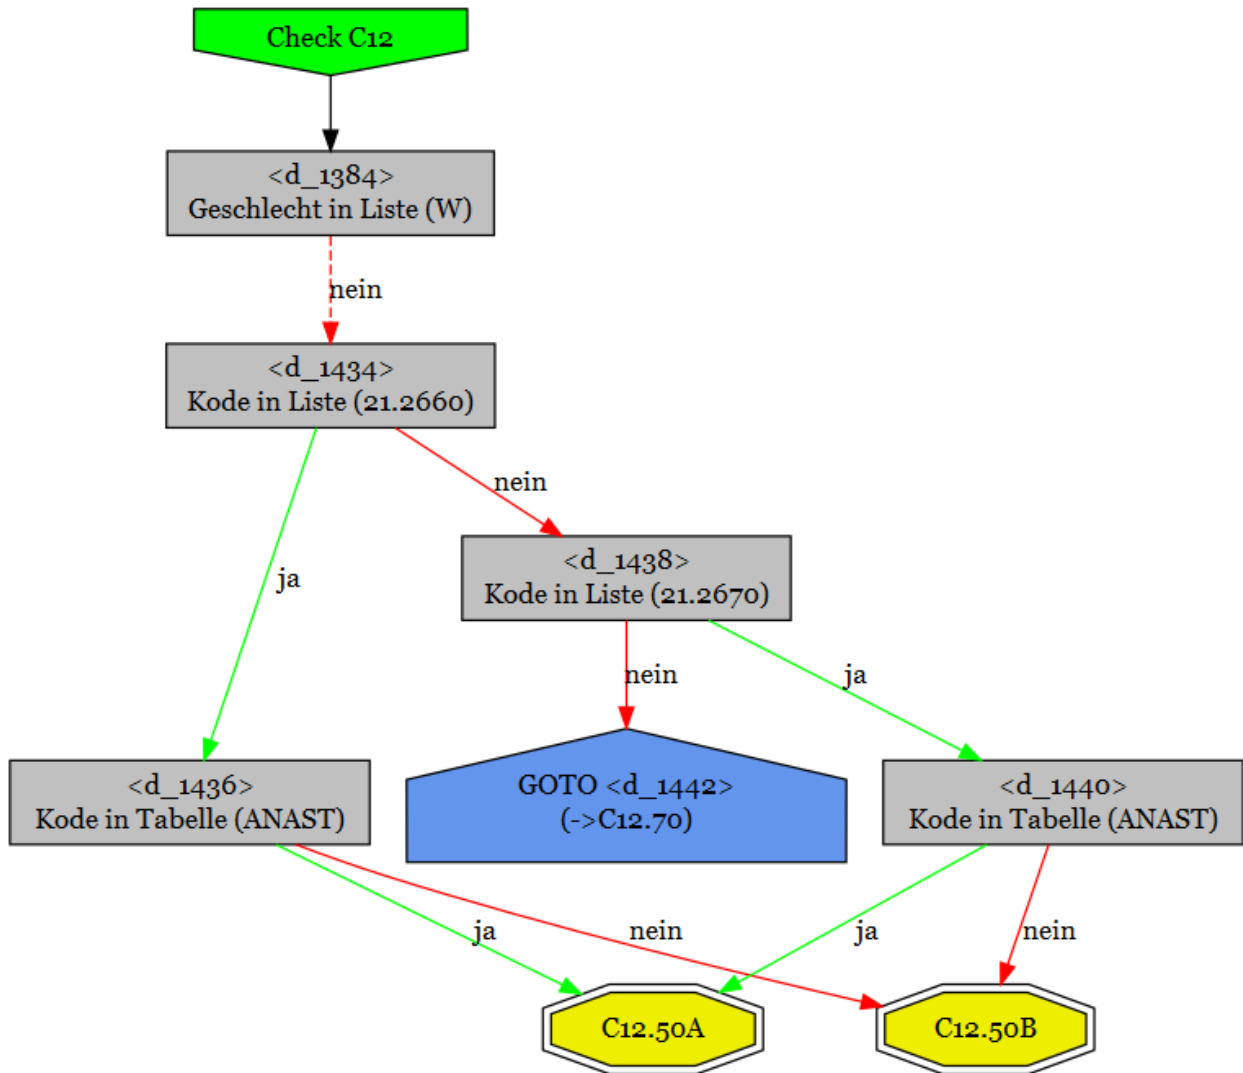 Check C12
<d_1384>
Geschlecht in Liste (W)
nein
<d_1434>
Kode in Liste (21.2660)
nein
<d_1438>
Kode in Liste (21.2670)
ja
nein
ja
<d_1436>
Kode in Tabelle (ANAST)
GOTO <d_1442>
(->C12.70)
<d_1440>
Kode in Tabelle (ANAST)
ja
nein
ja
nein
C12.50A
C12.50B